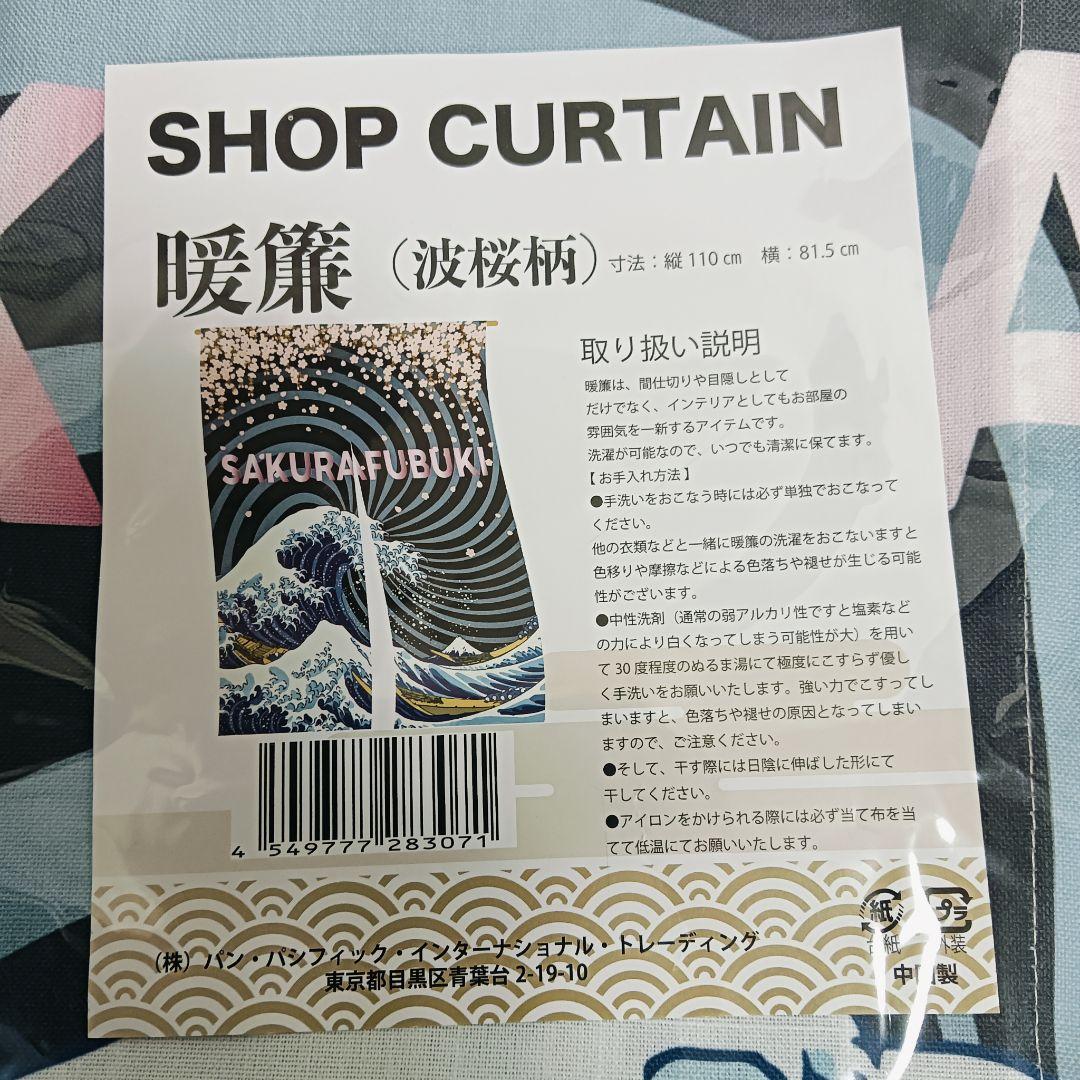 SHOP CURTAIN
暖簾（波桜柄）寸法：縦 110 ㎝　横：81.5 ㎝
SAKURAFUBUKI
取り扱い説明
暖簾は、間仕切りや目隠しとして
だけでなく、インテリアとしてもお部屋の
雰囲気を一新するアイテムです。
洗濯が可能なので、いつでも清潔に保てます。
【お手入れ方法】
●手洗いをおこなう時には必ず単独でおこなって
ください。
他の衣類などと一緒に暖簾の洗濯をおこないますと
色移りや摩擦などによる色落ちや褪せが生じる可能
性がございます。
●中性洗剤（通常の弱アルカリ性ですと塩素など
の力により白くなってしまう可能性が大）を用い
て 30 度程度のぬるま湯にて極度にこすらず優し
く手洗いをお願いいたします。強い力でこすってし
まいますと、色落ちや褪せの原因となってしまい
ますので、ご注意ください。
●そして、干す際には日陰に伸ばした形にて
干してください。
●アイロンをかけられる際には必ず当て布を当
てて低温にてお願いいたします。
4 549777 283071
紙 プラ
台紙 外装
（株）パン・パシフィック・インターナショナル・トレーディング
東京都目黒区青葉台 2-19-10
中国製